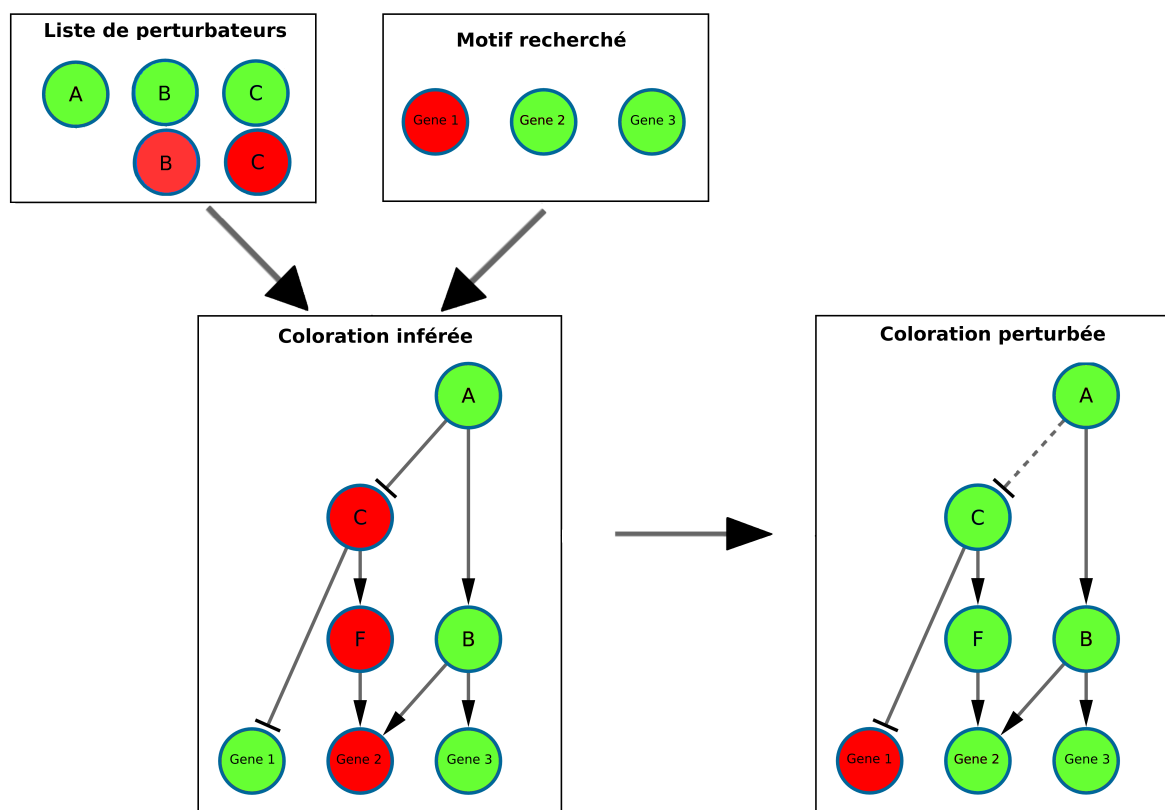 Liste de perturbateurs
A B C
B C
Motif recherché
Gene 1 Gene 2 Gene 3
Coloration inférée
A
C
F B
Gene 1 Gene 2 Gene 3
Coloration perturbée
A
C
F B
Gene 1 Gene 2 Gene 3